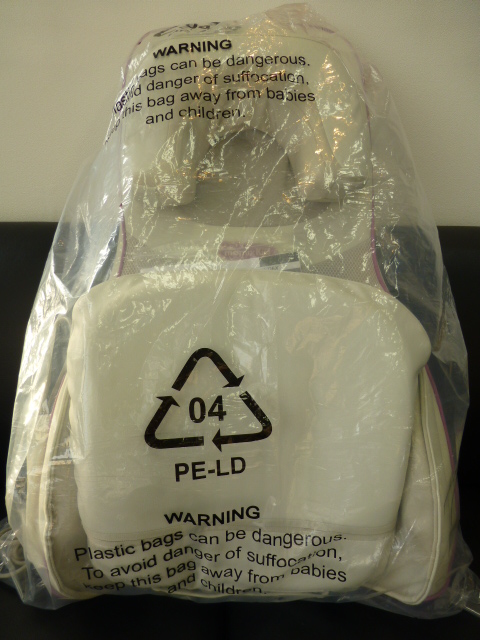 WARNING
bags can be dangerous.
danger of suffocation,
this bag away from babies
and children.
04
PE-LD
WARNING
Plastic bags can be dangerous.
To avoid danger of suffocation,
keep this bag away from babies
and children.